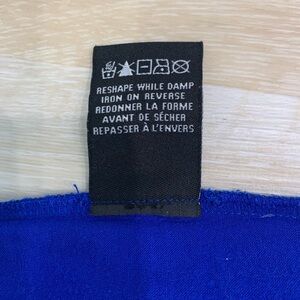 RESHAPE WHILE DAMP
IRON ON REVERSE
REDONNER LA FORME
AVANT DE SÉCHER
REPASSER À L'ENVERS